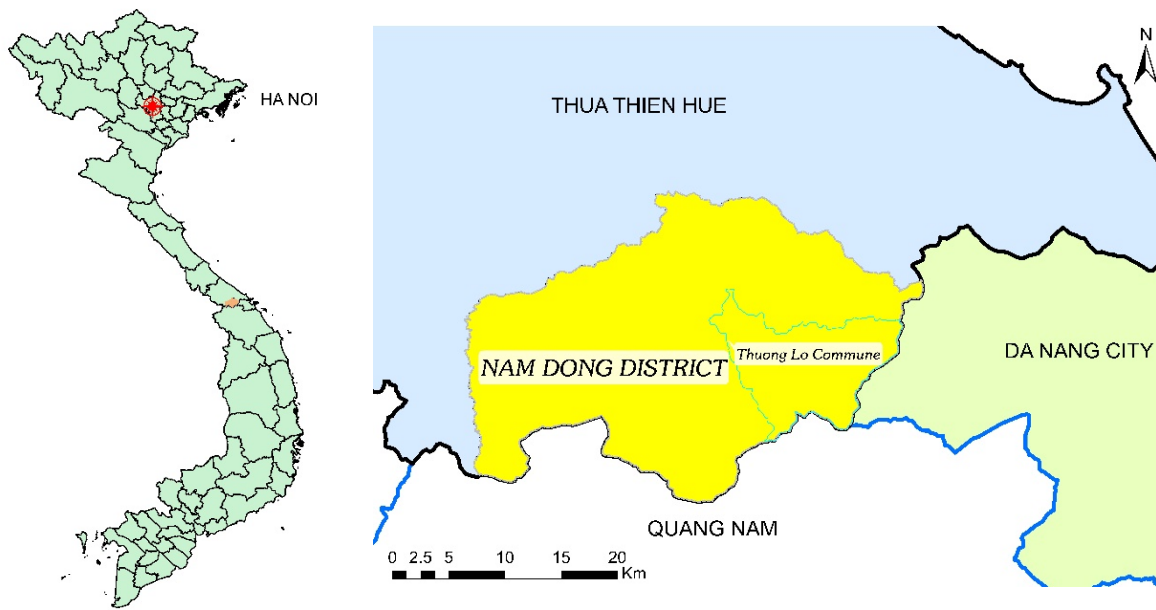 HA NOI
N
THUA THIEN HUE
NAM DONG DISTRICT
Thuong Lo Commune
DA NANG CITY
QUANG NAM
0 2.5 5 10 15 20
Km